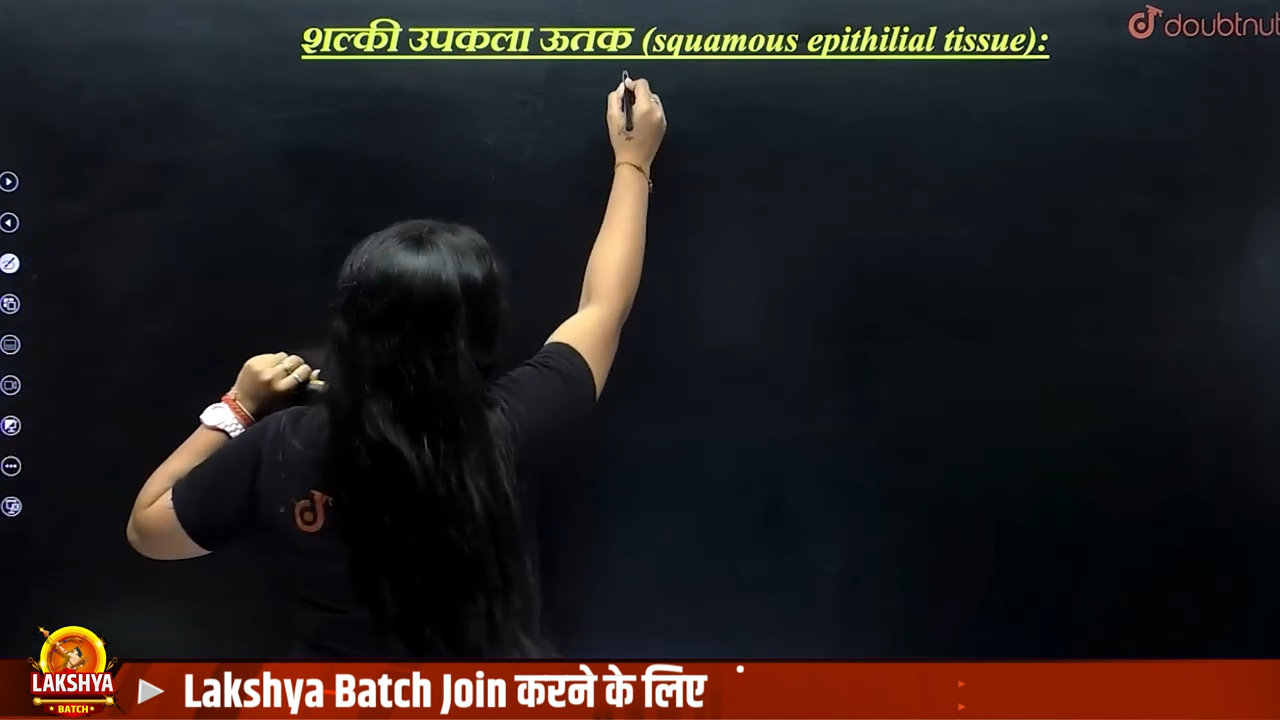 शल्की उपकला ऊतक (squamous epithilial tissue):
doubtnut
LAKSHYA
BATCH
Lakshya Batch Join करने के लिए